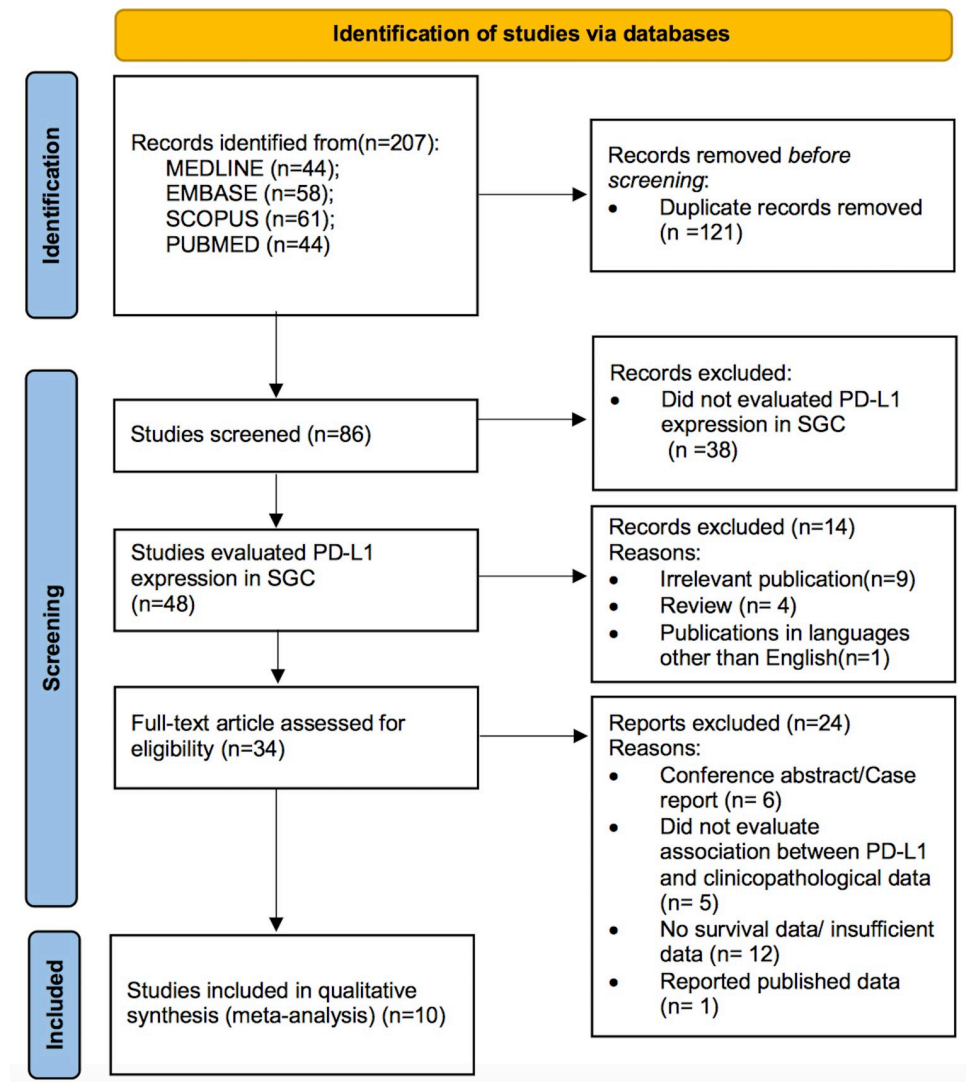 Identification of studies via databases
Identification
Records identified from(n=207):
MEDLINE (n=44);
EMBASE (n=58);
SCOPUS (n=61);
PUBMED (n=44)
Records removed before
screening:
• Duplicate records removed
(n =121)
Screening
Studies screened (n=86)
Records excluded:
• Did not evaluated PD-L1
expression in SGC
(n =38)
Studies evaluated PD-L1
expression in SGC
(n=48)
Records excluded (n=14)
Reasons:
• Irrelevant publication(n=9)
• Review (n= 4)
• Publications in languages
other than English(n=1)
Full-text article assessed for
eligibility (n=34)
Reports excluded (n=24)
Reasons:
• Conference abstract/Case
report (n= 6)
• Did not evaluate
association between PD-L1
and clinicopathological data
(n= 5)
• No survival data/ insufficient
data (n= 12)
• Reported published data
(n= 1)
Included
Studies included in qualitative
synthesis (meta-analysis) (n=10)